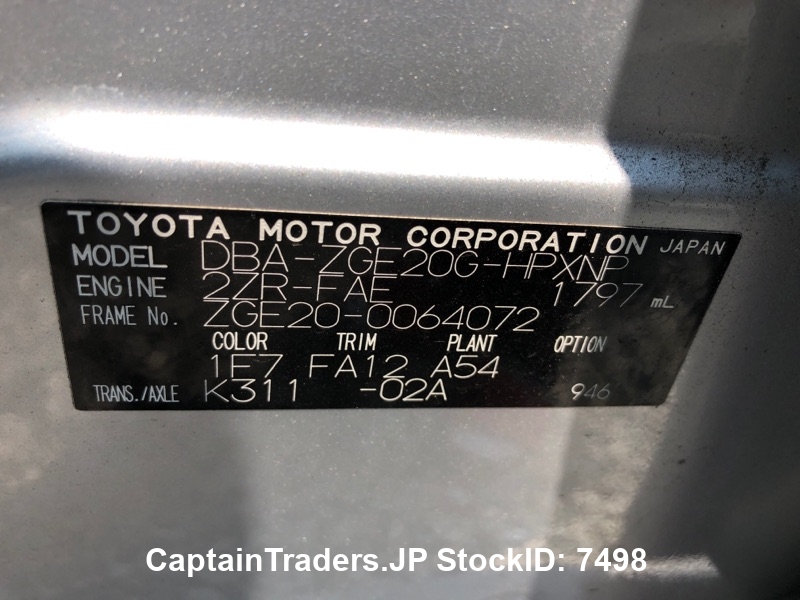 TOYOTA MOTOR CORPORATION JAPAN
MODEL DBA-ZGE20G-HPXNP
ENGINE 2ZR-FAE 1797 mL
FRAME No. ZGE20-0064072
COLOR TRIM PLANT OPTION
1F7 FA12 A54
TRANS./AXLE K311 -02A 946
CaptainTraders.JP StockID: 7498